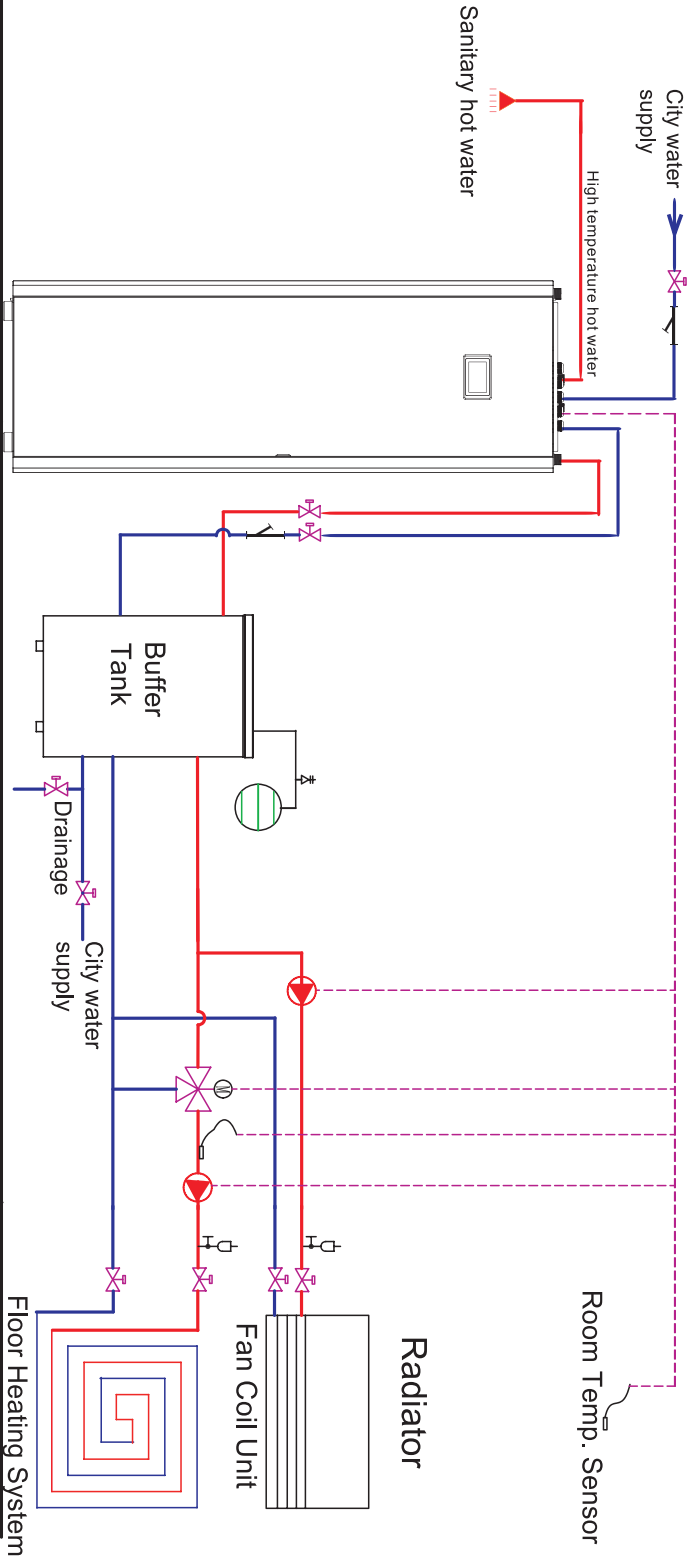 City water
supply
Sanitary hot water
High temperature hot water
Buffer
Tank
Drainage
City water
supply
Room Temp. Sensor
Radiator
Fan Coil Unit
Floor Heating System